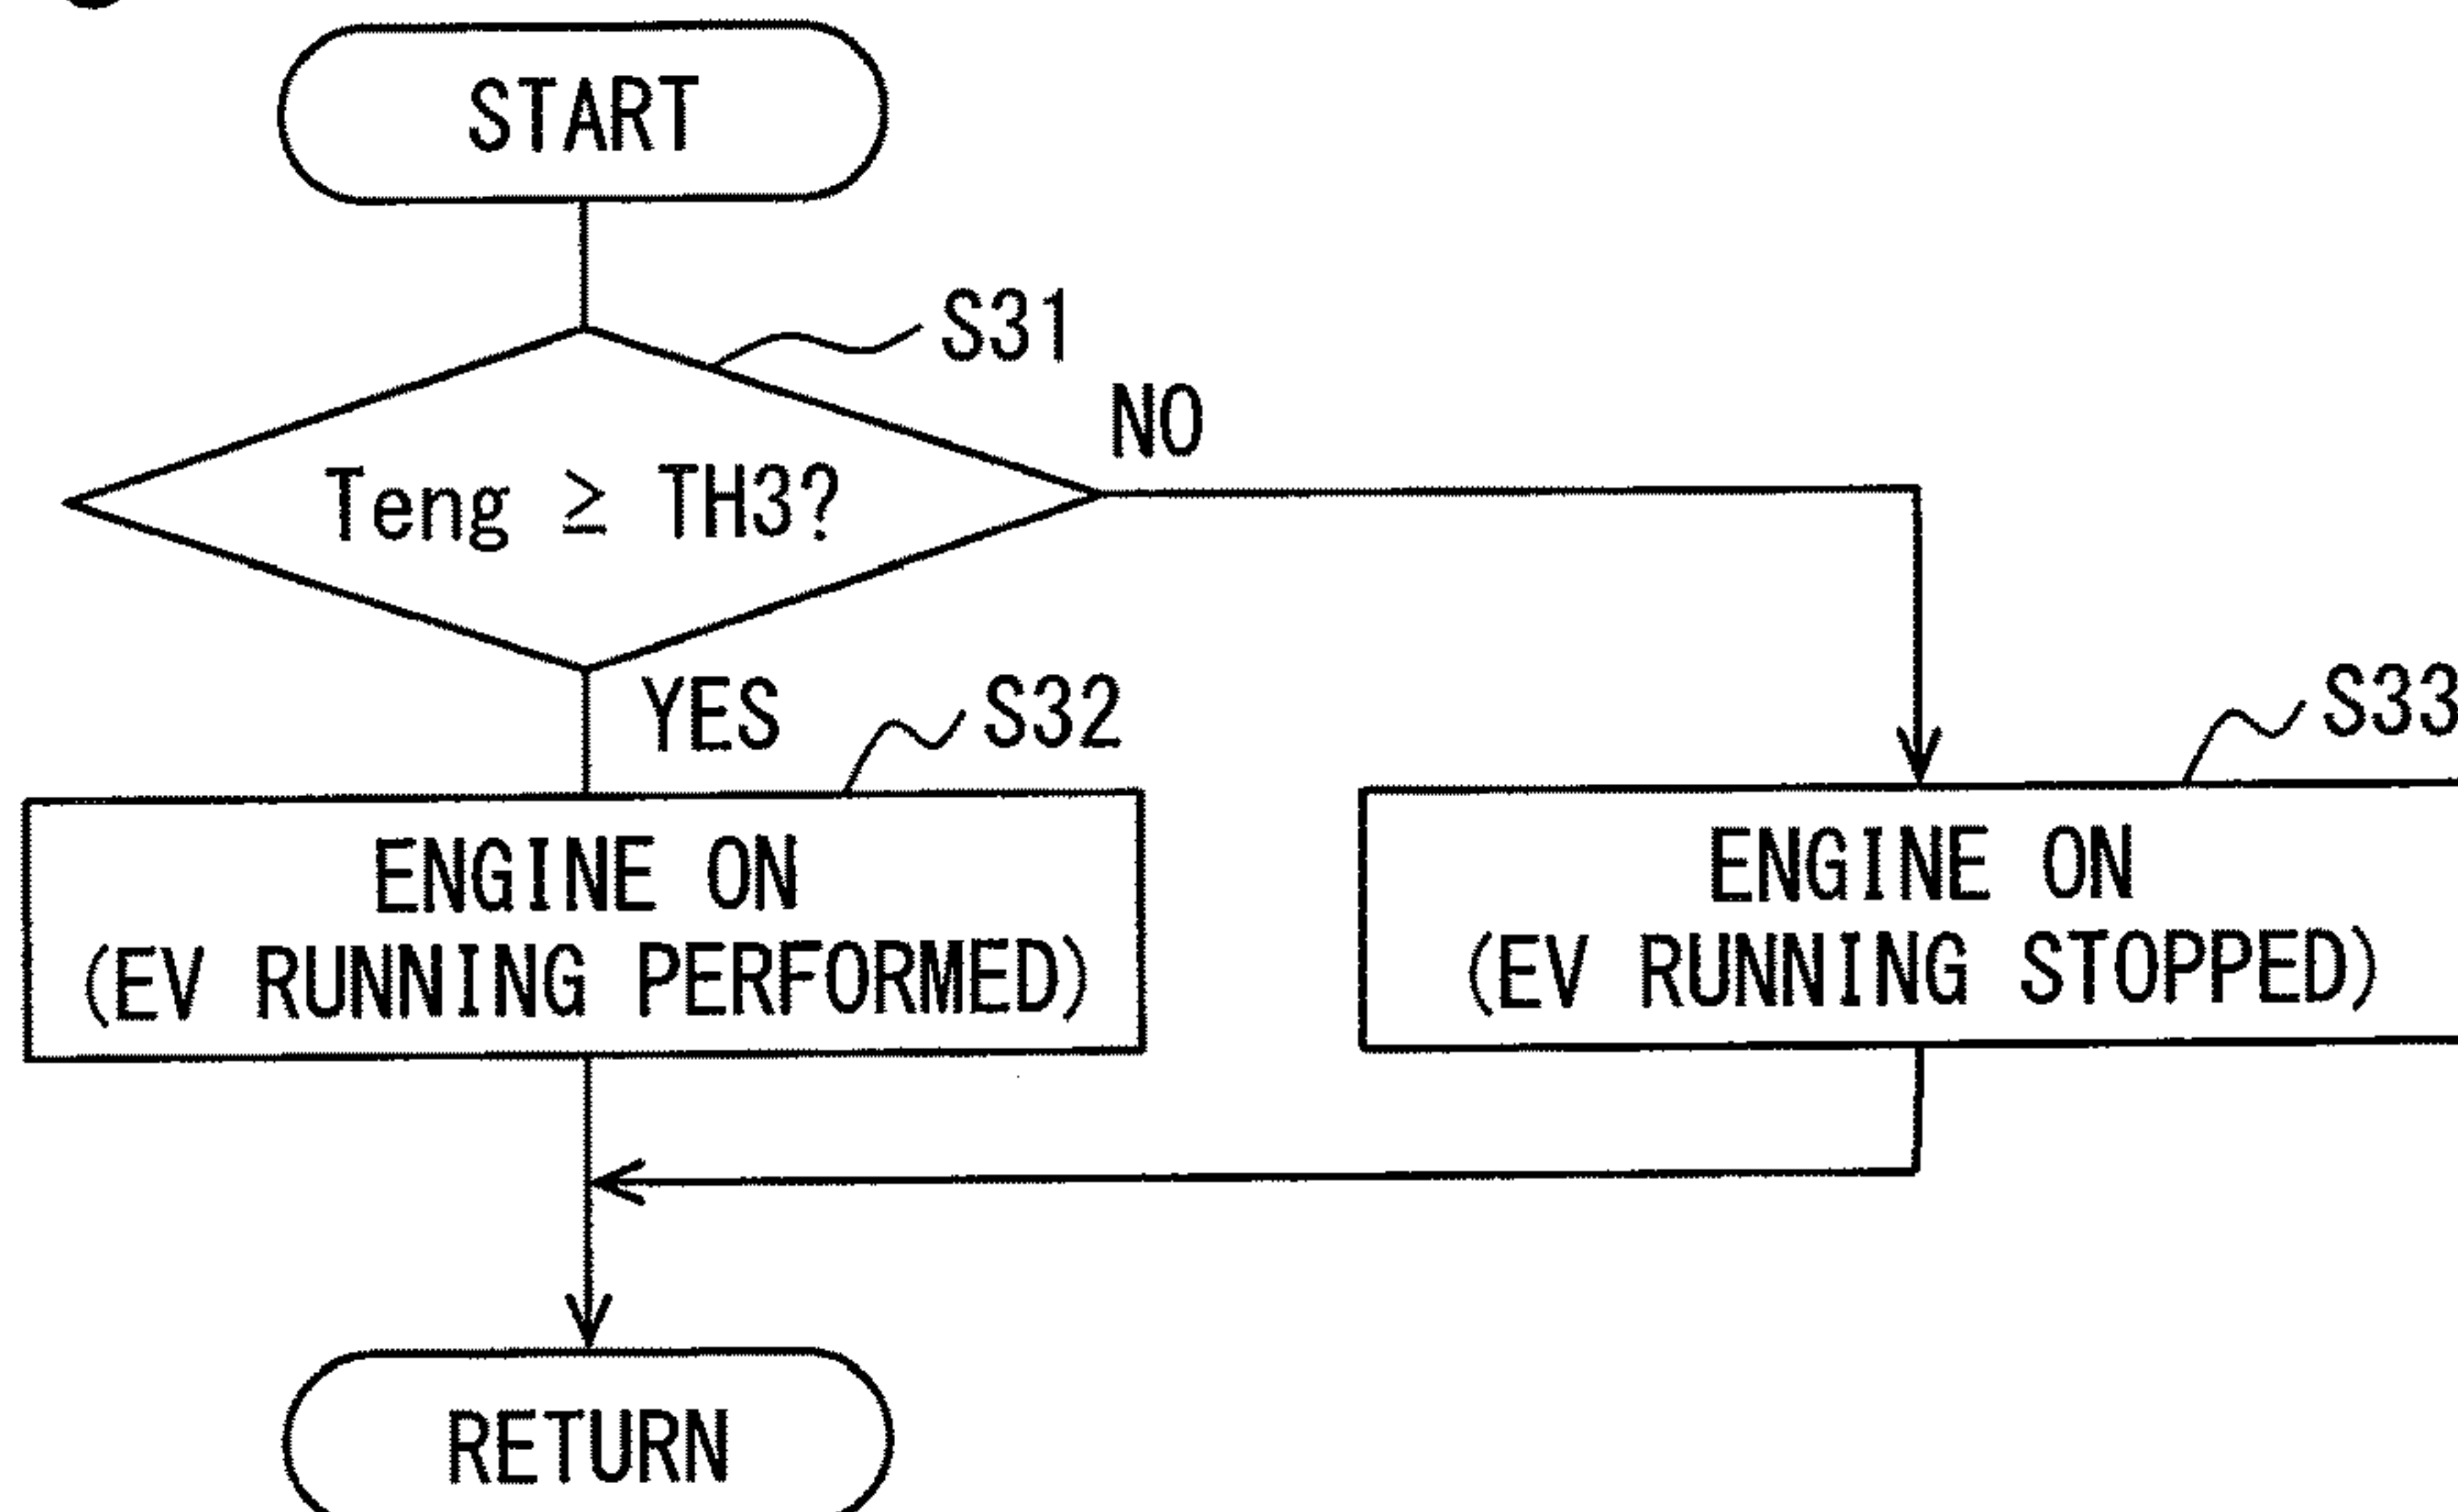 START
S31
NO
Teng ≥ TH3?
YES
S32
S33
ENGINE ON
(EV RUNNING PERFORMED)
ENGINE ON
(EV RUNNING STOPPED)
RETURN